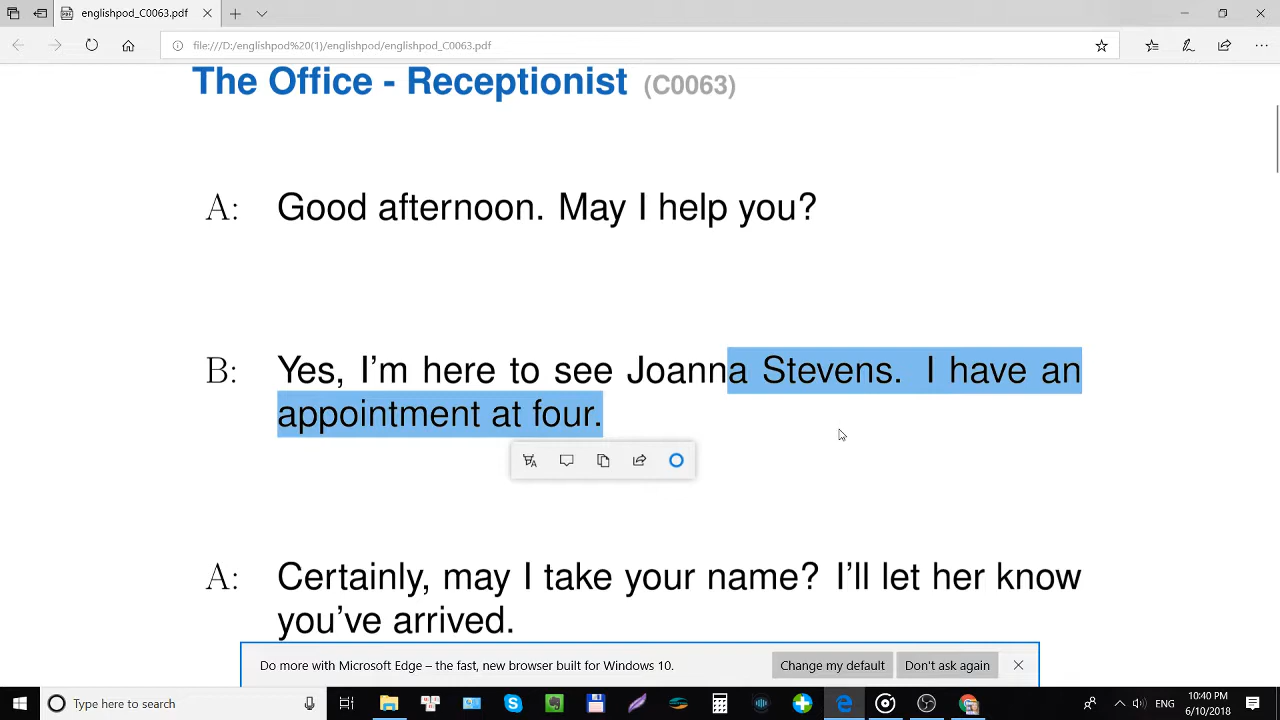 englishpod_C0063.pdf
file:///D:/englishpod%20(1)/englishpod/englishpod_C0063.pdf
The Office - Receptionist (C0063)
A: Good afternoon. May I help you?
B: Yes, I'm here to see Joanna Stevens. I have an
appointment at four.
A: Certainly, may I take your name? I'll let her know
you've arrived.
Do more with Microsoft Edge – the fast, new browser built for Windows 10. Change my default Don't ask again
Type here to search
ENG
10:40 PM
6/10/2018